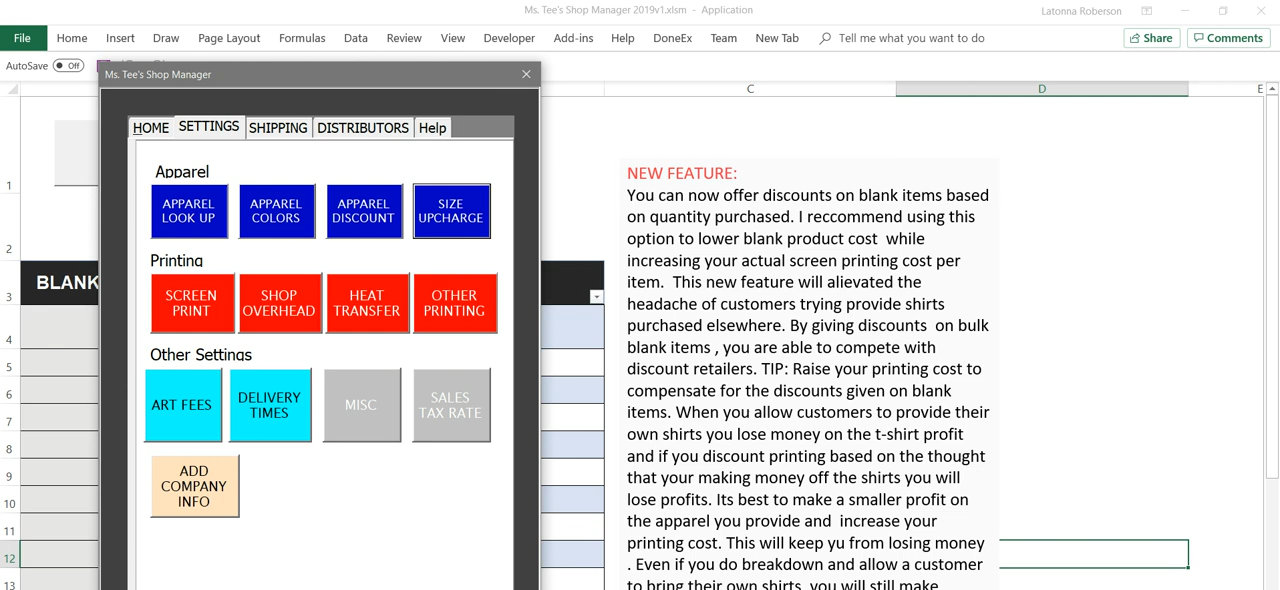 Ms. Tee's Shop Manager 2019v1.xlsm - Application
Latonna Roberson
File Home Insert Draw Page Layout Formulas Data Review View Developer Add-ins Help DoneEx Team New Tab Tell me what you want to do Share Comments
AutoSave Off
Ms. Tee's Shop Manager
C D E
HOME SETTINGS SHIPPING DISTRIBUTORS Help
Apparel
APPAREL
LOOK UP
APPAREL
COLORS
APPAREL
DISCOUNT
SIZE
UPCHARGE
Printing
SCREEN
PRINT
SHOP
OVERHEAD
HEAT
TRANSFER
OTHER
PRINTING
Other Settings
ART FEES
DELIVERY
TIMES
MISC
SALES
TAX RATE
ADD
COMPANY
INFO
1
2
3
4
5
6
7
8
9
10
11
12
13
BLANK
NEW FEATURE:
You can now offer discounts on blank items based
on quantity purchased. I reccommend using this
option to lower blank product cost while
increasing your actual screen printing cost per
item. This new feature will alievated the
headache of customers trying provide shirts
purchased elsewhere. By giving discounts on bulk
blank items , you are able to compete with
discount retailers. TIP: Raise your printing cost to
compensate for the discounts given on blank
items. When you allow customers to provide their
own shirts you lose money on the t-shirt profit
and if you discount printing based on the thought
that your making money off the shirts you will
lose profits. Its best to make a smaller profit on
the apparel you provide and increase your
printing cost. This will keep yu from losing money
. Even if you do breakdown and allow a customer
to bring their own shirts, you will still make